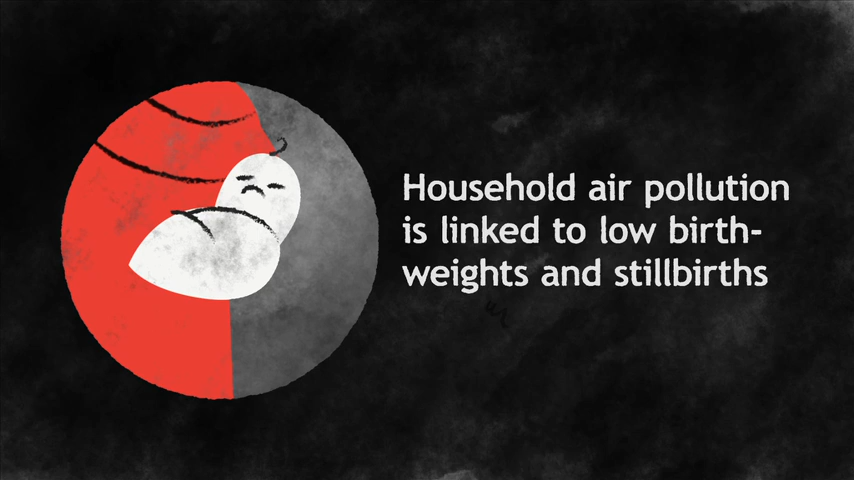 Household air pollution
is linked to low birth-
weights and stillbirths